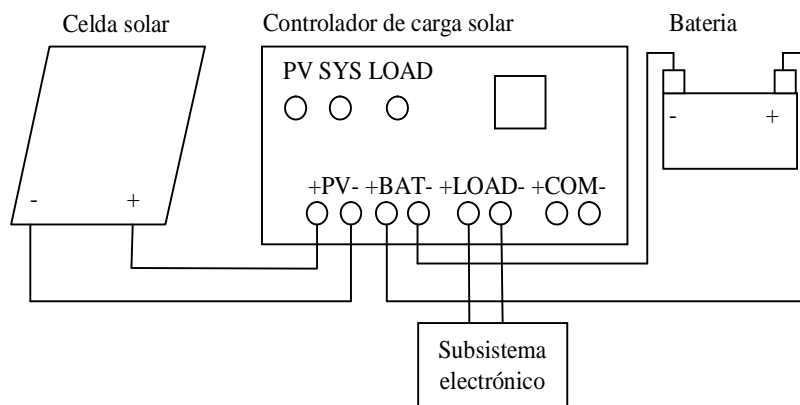 Celda solar
Controlador de carga solar
Bateria
PV SYS LOAD
- +
- +
+PV- +BAT- +LOAD- +COM-
Subsistema
electrónico